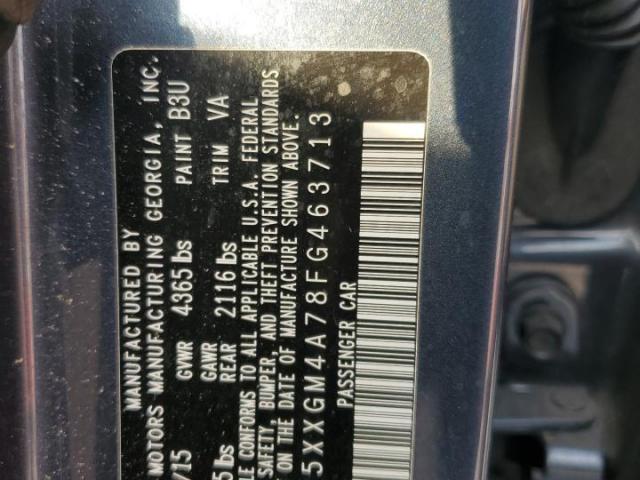 MANUFACTURED BY
MOTORS MANUFACTURING GEORGIA, INC.
/15 GVWR 4365 lbs PAINT B3U
GAWR
5 lbs REAR 2116 lbs TRIM VA
LE CONFORMS TO ALL APPLICABLE U.S.A. FEDERAL
SAFETY, BUMPER, AND THEFT PREVENTION STANDARDS
ON THE DATE OF MANUFACTURE SHOWN ABOVE.
5XXGM4A78FG463713
PASSENGER CAR